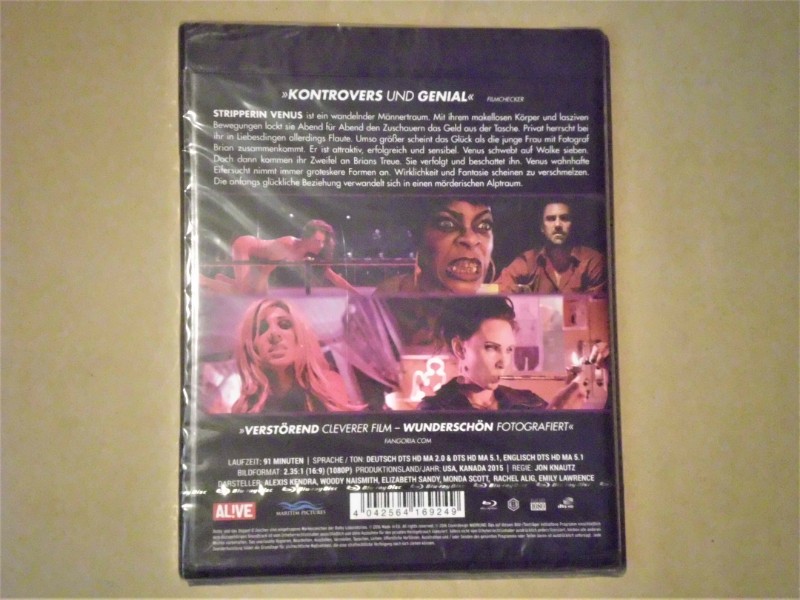 »KONTROVERS UND GENIAL« FILMCHECKER
STRIPPERIN VENUS ist ein wandelnder Männertraum. Mit ihrem makellosen Körper und lasziven
Bewegungen lockt sie Abend für Abend den Zuschauern das Geld aus der Tasche. Privat herrscht bei
ihr in Liebesdingen allerdings Flaute. Umso größer scheint das Glück als die junge Frau mit Fotograf
Brian zusammenkommt. Er ist attraktiv, erfolgreich und sensibel. Venus schwebt auf Wolke sieben.
Doch dann kommen ihr Zweifel an Brians Treue. Sie verfolgt und beschattet ihn. Venus wahnhafte
Eifersucht nimmt immer groteskere Formen an. Wirklichkeit und Fantasie scheinen zu verschmelzen.
Die anfangs glückliche Beziehung verwandelt sich in einen mörderischen Alptraum.
»VERSTÖREND CLEVERER FILM – WUNDERSCHÖN FOTOGRAFIERT«
FANGORIA.COM
LAUFZEIT: 91 MINUTEN | SPRACHE / TON: DEUTSCH DTS HD MA 2.0 & DTS HD MA 5.1, ENGLISCH DTS HD MA 5.1
BILDFORMAT: 2.35:1 (16:9) (1080P) | PRODUKTIONSLAND/JAHR: USA, KANADA 2015 | REGIE: JON KNAUTZ
DARSTELLER: ALEXIS KENDRA, WOODY NAISMITH, ELIZABETH SANDY, MONDA SCOTT, RACHEL ALIG, EMILY LAWRENCE
AL!VE
MARITIM PICTURES
4 042564 169249